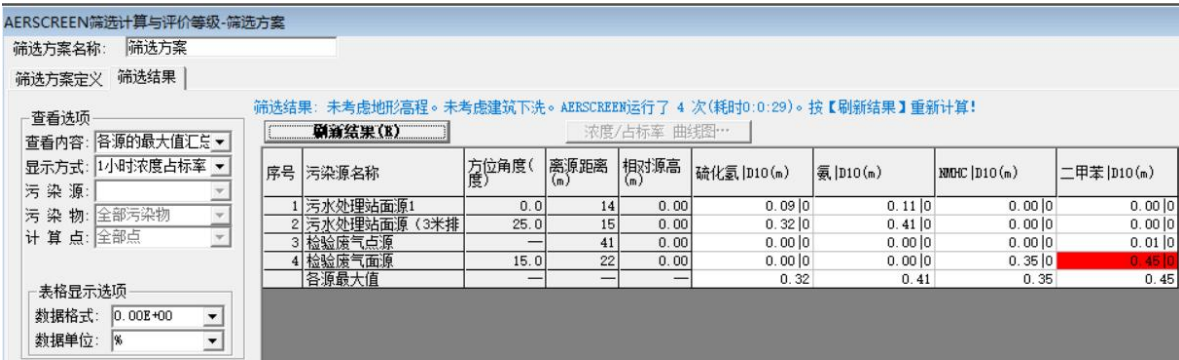 AERSCREEN筛选计算与评价等级-筛选方案
筛选方案名称: 筛选方案
筛选方案定义 筛选结果
筛选结果: 未考虑地形高程。未考虑建筑下洗。AERSCREEN运行了 4 次(耗时0:0:29)。按【刷新结果】重新计算!
查看选项
查看内容: 各源的最大值汇总
显示方式: 1小时浓度占标率
污 染 源:
污 染 物: 全部污染物
计 算 点: 全部点
表格显示选项
数据格式: 0.00E+00
数据单位: %
刷新结果(R) 浓度/占标率 曲线图…
序号 污染源名称 方位角度(度) 离源距离(m) 相对源高(m) 硫化氢|D10(m) 氨|D10(m) NMHC|D10(m) 二甲苯|D10(m)
1 污水处理站面源1 0.0 14 0.00 0.09|0 0.11|0 0.00|0 0.00|0
2 污水处理站面源(3米排 25.0 15 0.00 0.32|0 0.41|0 0.00|0 0.00|0
3 检验废气点源 — 41 0.00 0.00|0 0.00|0 0.00|0 0.01|0
4 检验废气面源 15.0 22 0.00 0.00|0 0.00|0 0.35|0 0.45|0
各源最大值 — — — 0.32 0.41 0.35 0.45